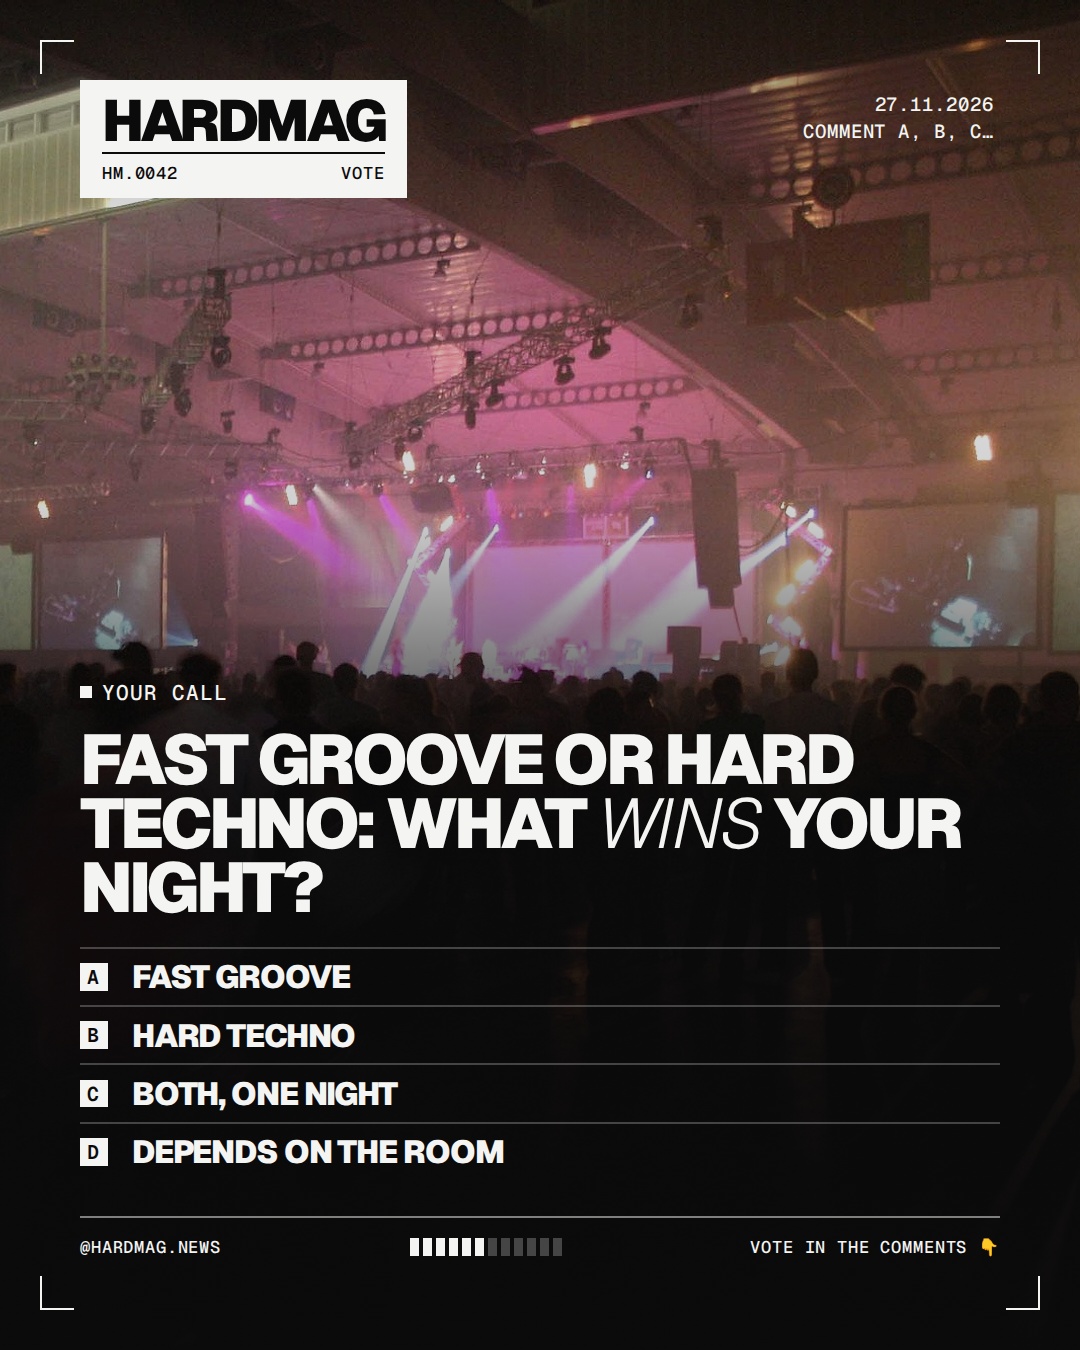 HARDMAG
HM.0042 VOTE
27.11.2026
COMMENT A, B, C…
YOUR CALL
FAST GROOVE OR HARD
TECHNO: WHAT WINS YOUR
NIGHT?
A FAST GROOVE
B HARD TECHNO
C BOTH, ONE NIGHT
D DEPENDS ON THE ROOM
@HARDMAG.NEWS
VOTE IN THE COMMENTS 👇